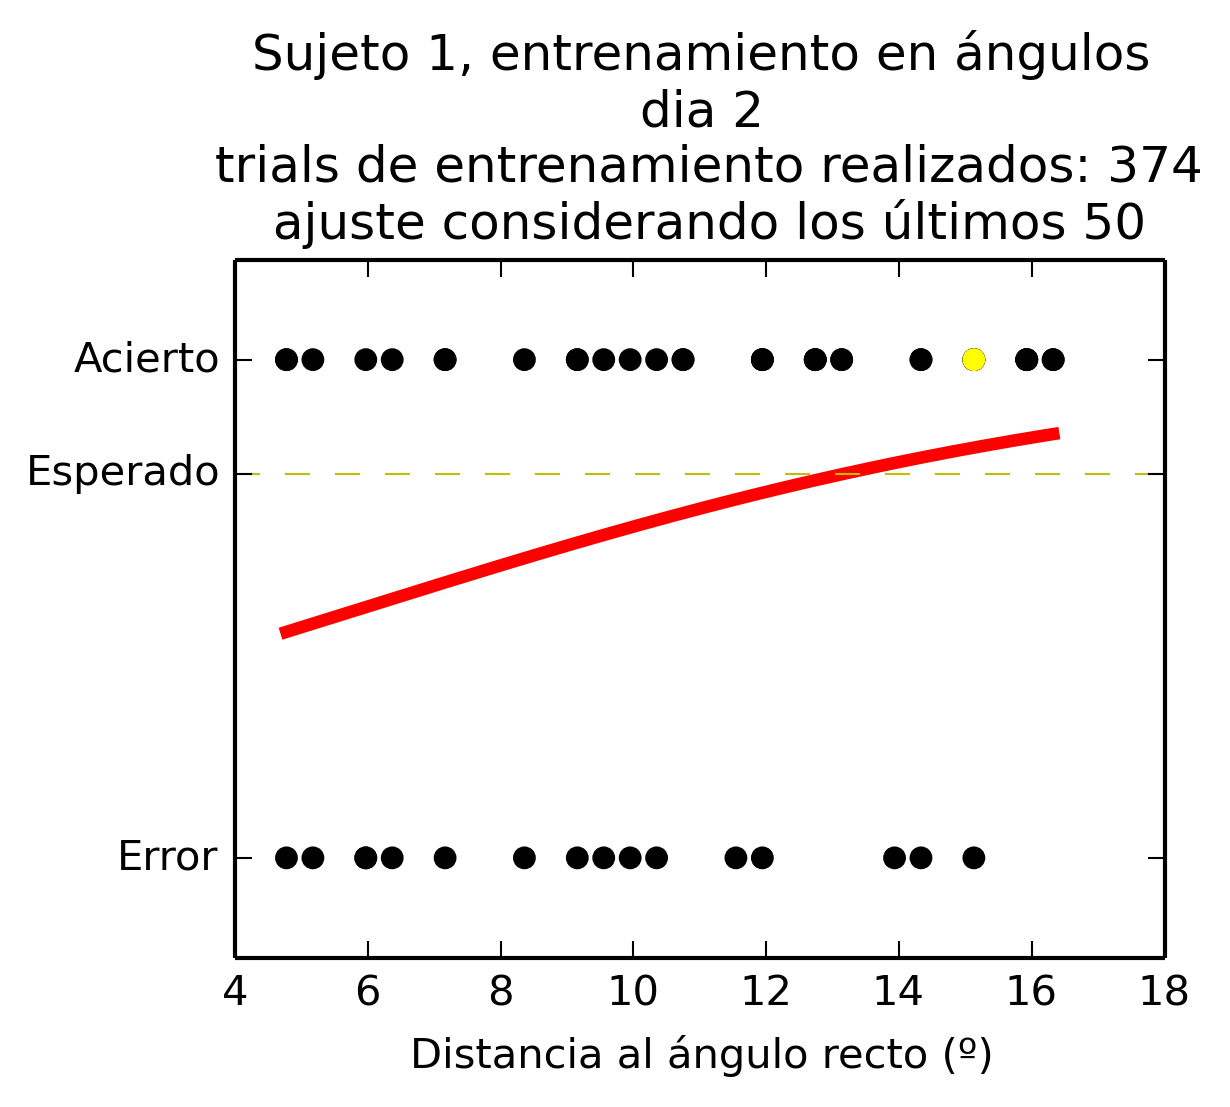 Sujeto 1, entrenamiento en ángulos
dia 2
trials de entrenamiento realizados: 374
ajuste considerando los últimos 50
Acierto
Esperado
Error
4 6 8 10 12 14 16 18
Distancia al ángulo recto (º)